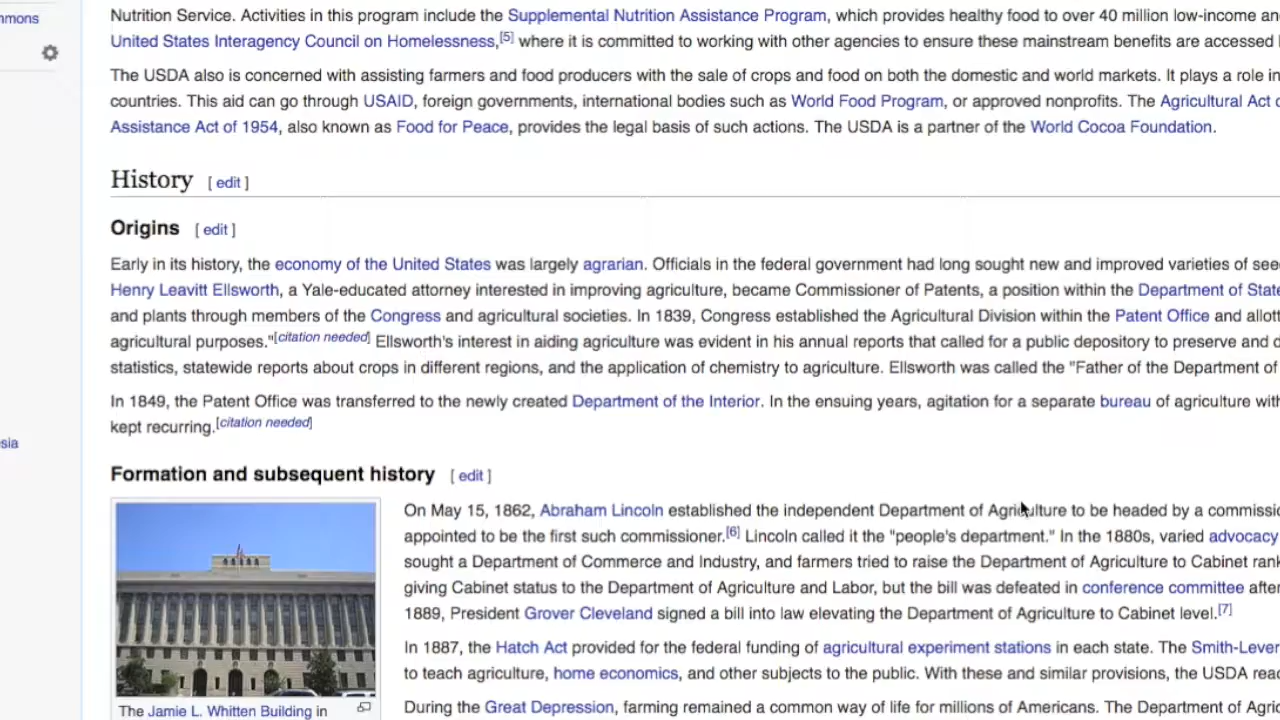 mmons
Nutrition Service. Activities in this program include the Supplemental Nutrition Assistance Program, which provides healthy food to over 40 million low-income an
United States Interagency Council on Homelessness,[5] where it is committed to working with other agencies to ensure these mainstream benefits are accessed
The USDA also is concerned with assisting farmers and food producers with the sale of crops and food on both the domestic and world markets. It plays a role in
countries. This aid can go through USAID, foreign governments, international bodies such as World Food Program, or approved nonprofits. The Agricultural Act o
Assistance Act of 1954, also known as Food for Peace, provides the legal basis of such actions. The USDA is a partner of the World Cocoa Foundation.
History [ edit ]
Origins [ edit ]
Early in its history, the economy of the United States was largely agrarian. Officials in the federal government had long sought new and improved varieties of see
Henry Leavitt Ellsworth, a Yale-educated attorney interested in improving agriculture, became Commissioner of Patents, a position within the Department of State
and plants through members of the Congress and agricultural societies. In 1839, Congress established the Agricultural Division within the Patent Office and allott
agricultural purposes."[citation needed] Ellsworth's interest in aiding agriculture was evident in his annual reports that called for a public depository to preserve and d
statistics, statewide reports about crops in different regions, and the application of chemistry to agriculture. Ellsworth was called the "Father of the Department of
In 1849, the Patent Office was transferred to the newly created Department of the Interior. In the ensuing years, agitation for a separate bureau of agriculture with
kept recurring.[citation needed]
sia
Formation and subsequent history [ edit ]
On May 15, 1862, Abraham Lincoln established the independent Department of Agriculture to be headed by a commissio
appointed to be the first such commissioner.[6] Lincoln called it the "people's department." In the 1880s, varied advocacy
sought a Department of Commerce and Industry, and farmers tried to raise the Department of Agriculture to Cabinet rank
giving Cabinet status to the Department of Agriculture and Labor, but the bill was defeated in conference committee after
1889, President Grover Cleveland signed a bill into law elevating the Department of Agriculture to Cabinet level.[7]
In 1887, the Hatch Act provided for the federal funding of agricultural experiment stations in each state. The Smith-Lever
to teach agriculture, home economics, and other subjects to the public. With these and similar provisions, the USDA rea
The Jamie L. Whitten Building in
During the Great Depression, farming remained a common way of life for millions of Americans. The Department of Agri